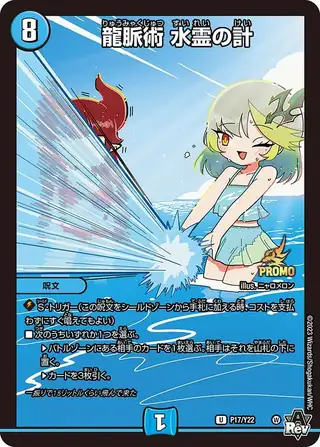 8
りゅうみゃくじゅつ すいれい けい
龍脈術 水霊の計
PROMO
illus. ニャロメロン
呪文
S・トリガー(この呪文をシールドゾーンから手札に加える時、コストを支払
わずにすぐ唱えてもよい)
■次のうちいずれか1つを選ぶ。
▶バトルゾーンにある相手のカードを1枚選ぶ。相手はそれを山札の下に
置く。
▶カードを3枚引く。
©2023 Wizards/Shogakukan/WHC
1
U P17/Y22 W
Rev